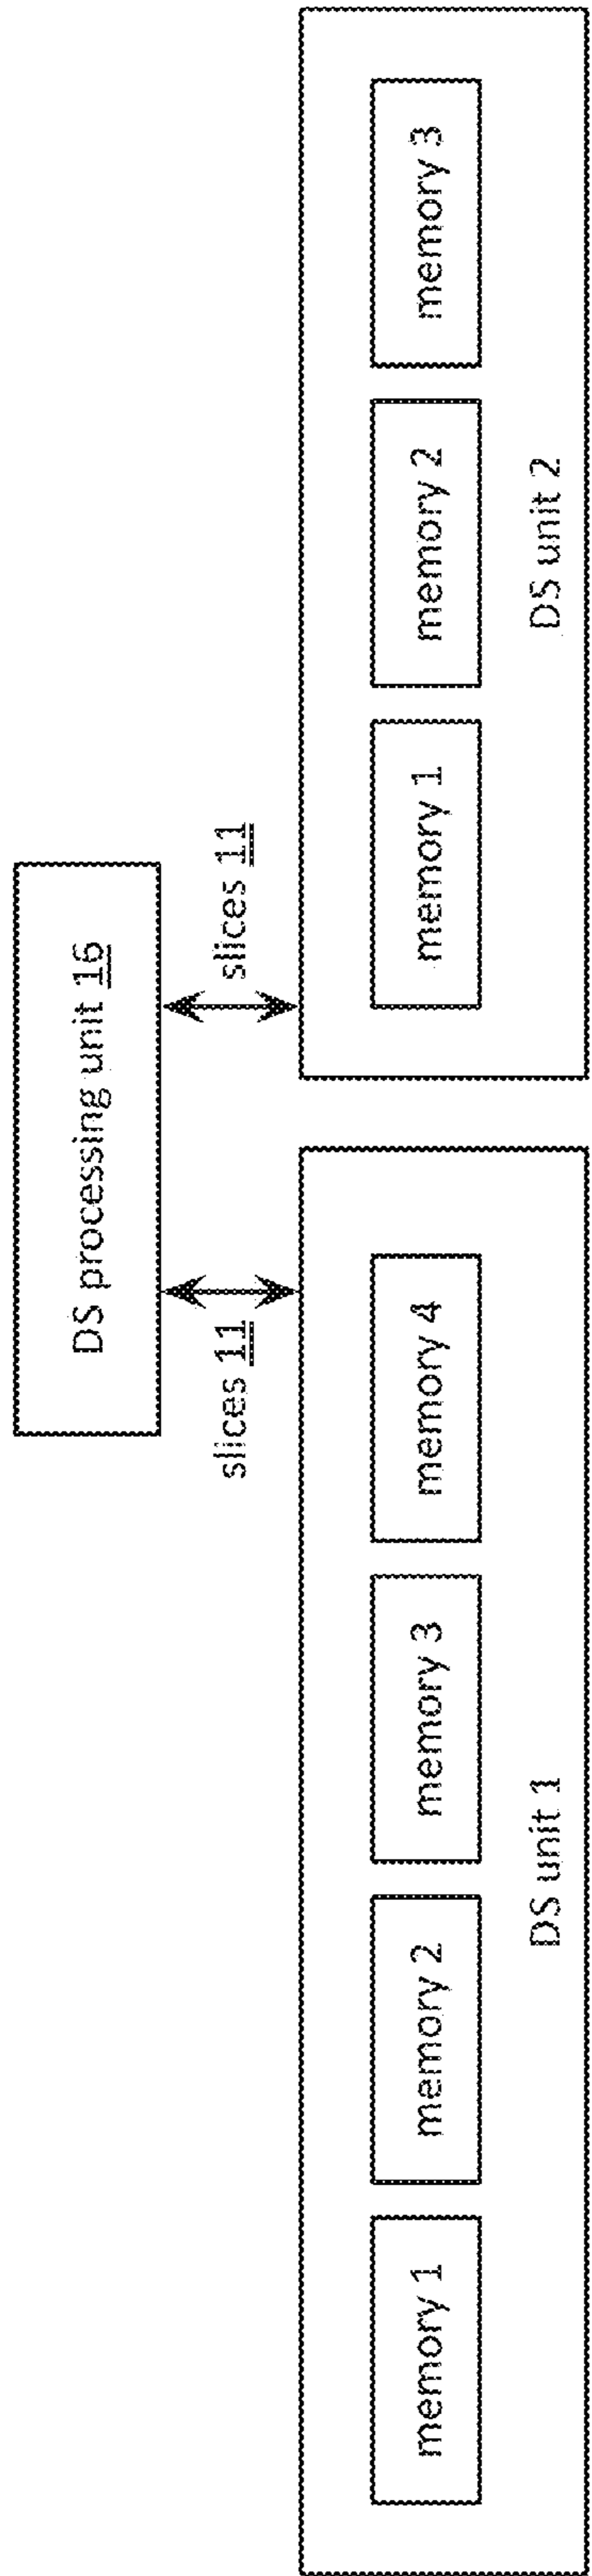 DS processing unit 16
slices 11
slices 11
memory 1
memory 2
memory 3
memory 4
DS unit 1
memory 1
memory 2
memory 3
DS unit 2